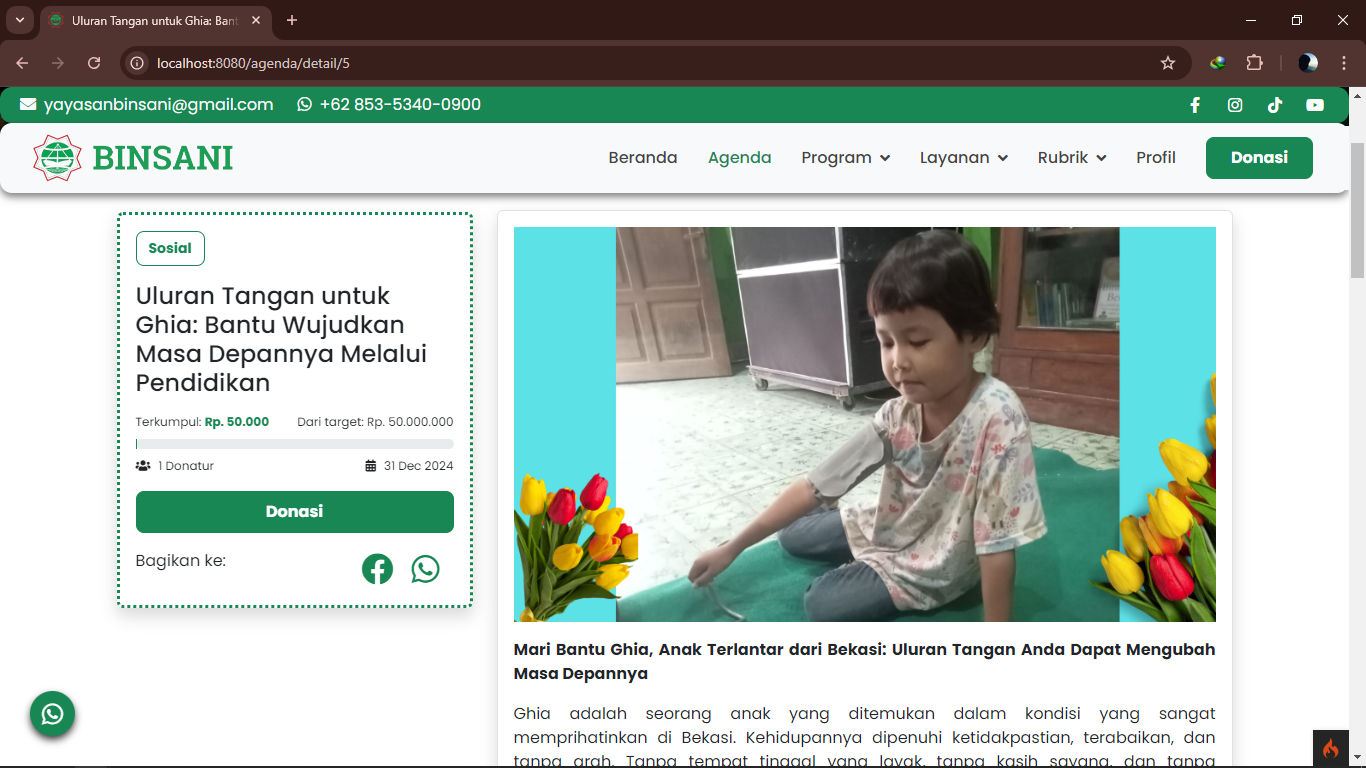 Uluran Tangan untuk Ghia: Bant
localhost:8080/agenda/detail/5
yayasanbinsani@gmail.com +62 853-5340-0900
BINSANI Beranda Agenda Program Layanan Rubrik Profil Donasi
Sosial
Uluran Tangan untuk
Ghia: Bantu Wujudkan
Masa Depannya Melalui
Pendidikan
Terkumpul: Rp. 50.000 Dari target: Rp. 50.000.000
1 Donatur 31 Dec 2024
Donasi
Bagikan ke:
Mari Bantu Ghia, Anak Terlantar dari Bekasi: Uluran Tangan Anda Dapat Mengubah
Masa Depannya
Ghia adalah seorang anak yang ditemukan dalam kondisi yang sangat
memprihatinkan di Bekasi. Kehidupannya dipenuhi ketidakpastian, terabaikan, dan
tanpa arah. Tanpa tempat tinggal yang layak, tanpa kasih sayang, dan tanpa